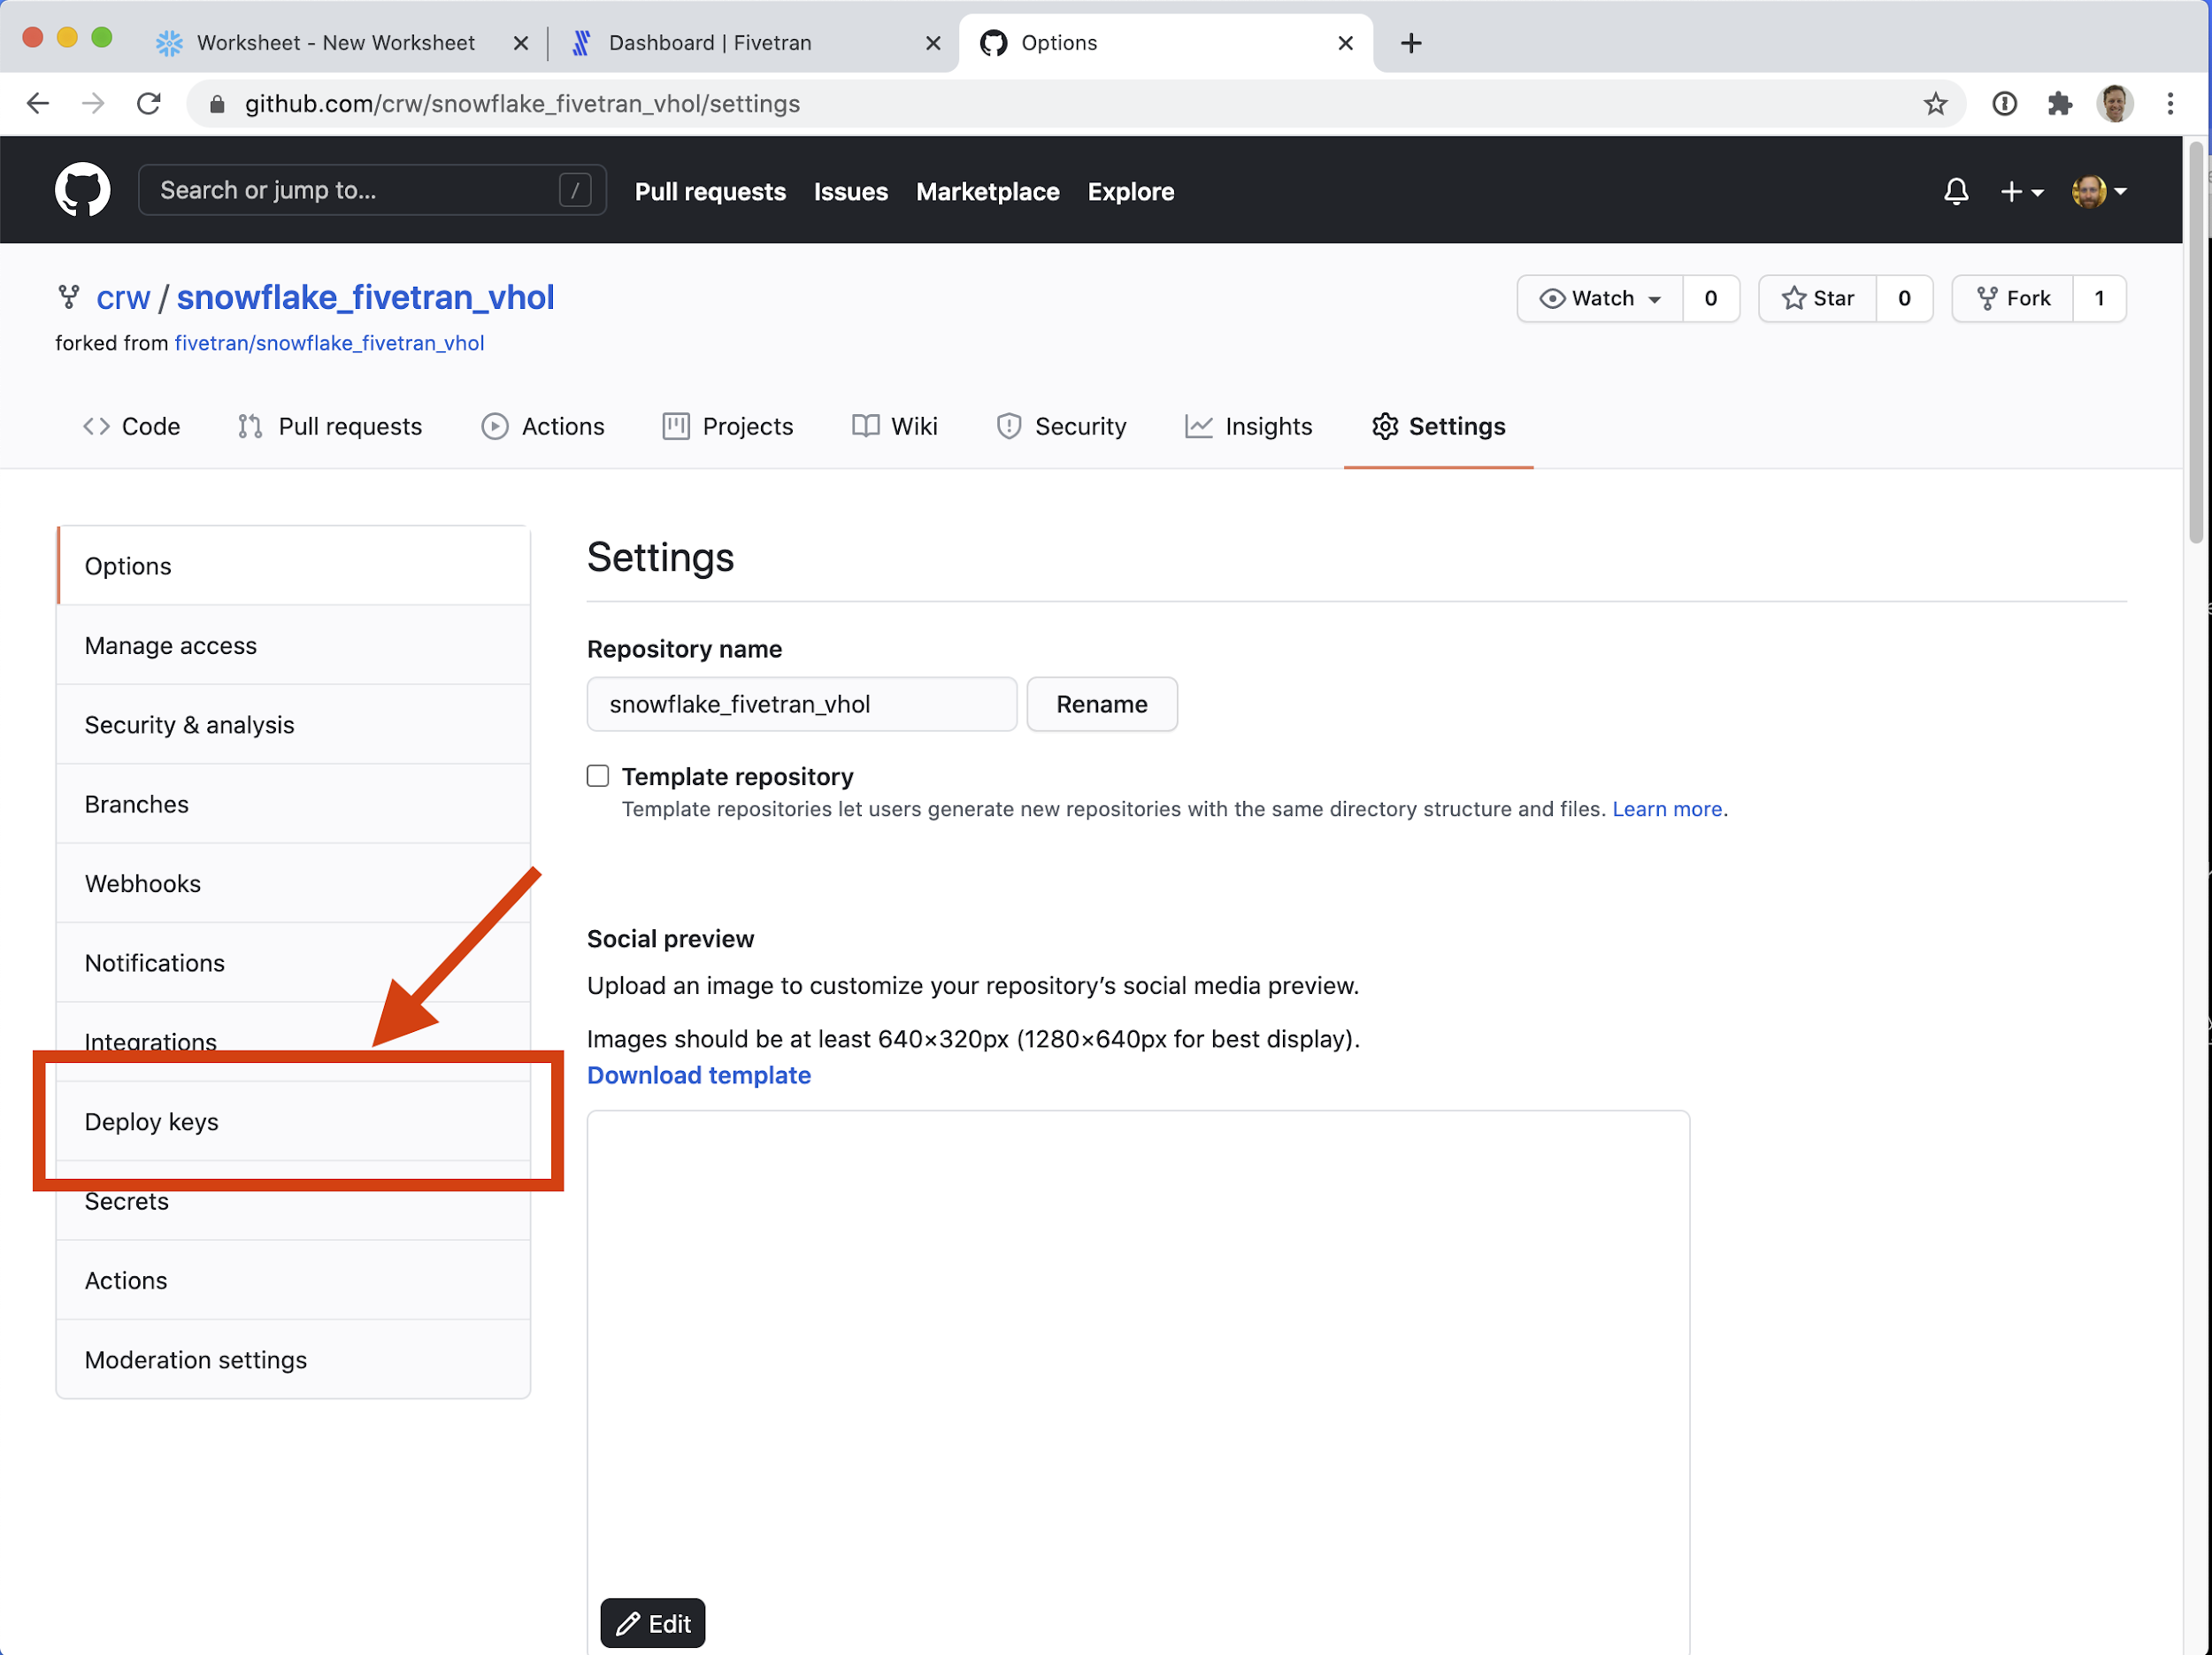 Worksheet - New Worksheet
Dashboard | Fivetran
Options
github.com/crw/snowflake_fivetran_vhol/settings
Search or jump to... /
Pull requests Issues Marketplace Explore
crw / snowflake_fivetran_vhol
Watch 0
Star 0
Fork 1
forked from fivetran/snowflake_fivetran_vhol
Code
Pull requests
Actions
Projects
Wiki
Security
Insights
Settings
Options
Manage access
Security & analysis
Branches
Webhooks
Notifications
Integrations
Deploy keys
Secrets
Actions
Moderation settings
Settings
Repository name
snowflake_fivetran_vhol
Rename
Template repository
Template repositories let users generate new repositories with the same directory structure and files. Learn more.
Social preview
Upload an image to customize your repository’s social media preview.
Images should be at least 640×320px (1280×640px for best display).
Download template
Edit